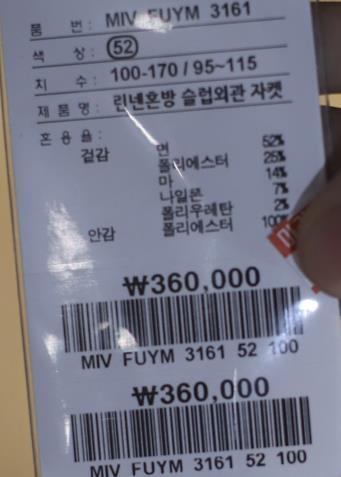 품 번 : MIV FUYM 3161
색 상 : 52
치 수 : 100-170 / 95~115
제 품 명 : 린넨혼방 슬럽외관 자켓
혼 용 율 :
겉감 면 52%
폴리에스터 25%
마 14%
나일론 7%
폴리우레탄 2%
안감 폴리에스터 100%
₩360,000
MIV FUYM 3161 52 100
₩360,000
MIV FUYM 3161 52 100